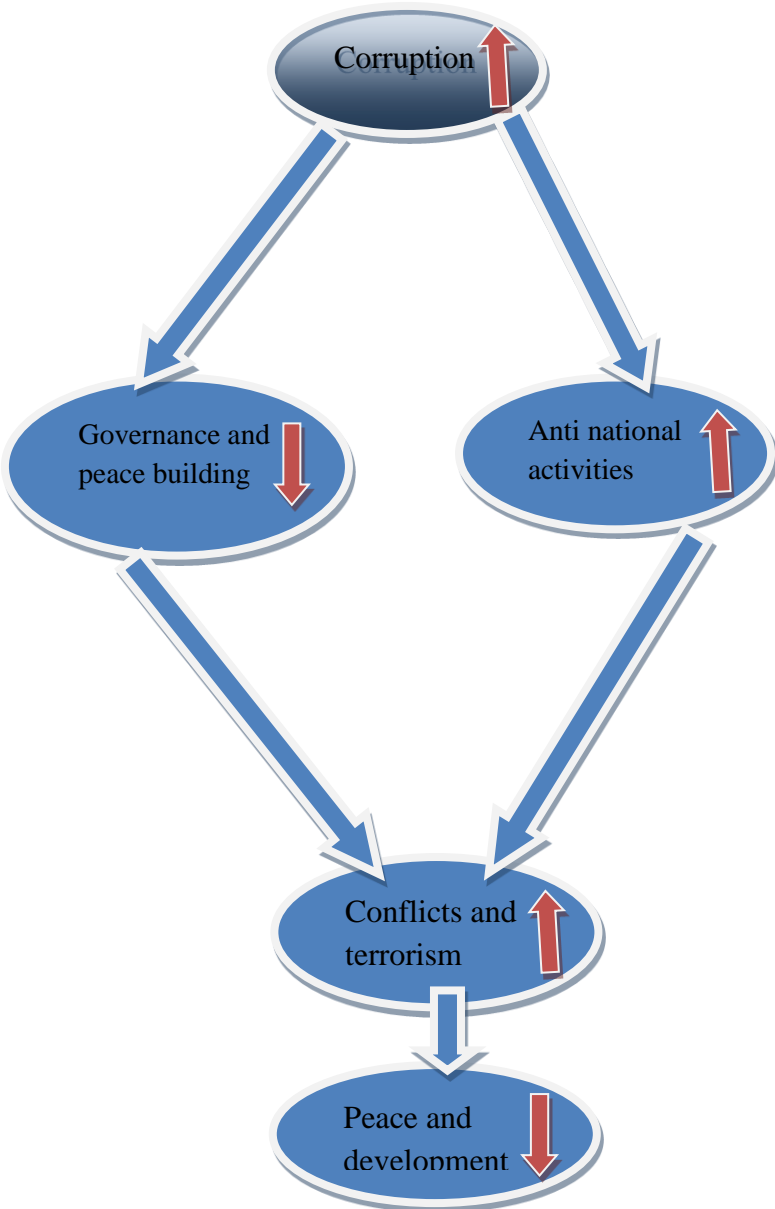 Corruption
Governance and
peace building
Anti national
activities
Conflicts and
terrorism
Peace and
development